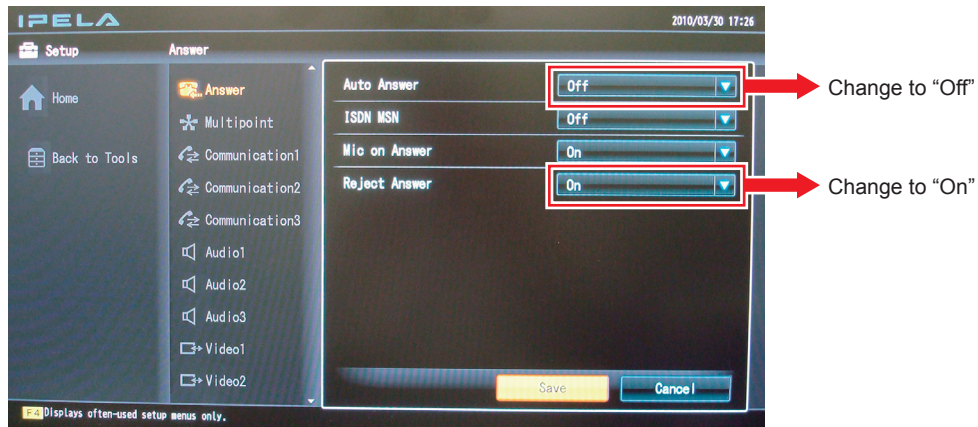 IPELA
2010/03/30 17:26
Setup
Answer
Home
Back to Tools
Answer
Multipoint
Communication1
Communication2
Communication3
Audio1
Audio2
Audio3
Video1
Video2
Auto Answer Off
ISDN MSN Off
Mic on Answer On
Reject Answer On
Save Cancel
Change to “Off”
Change to “On”
F4 Displays often-used setup menus only.